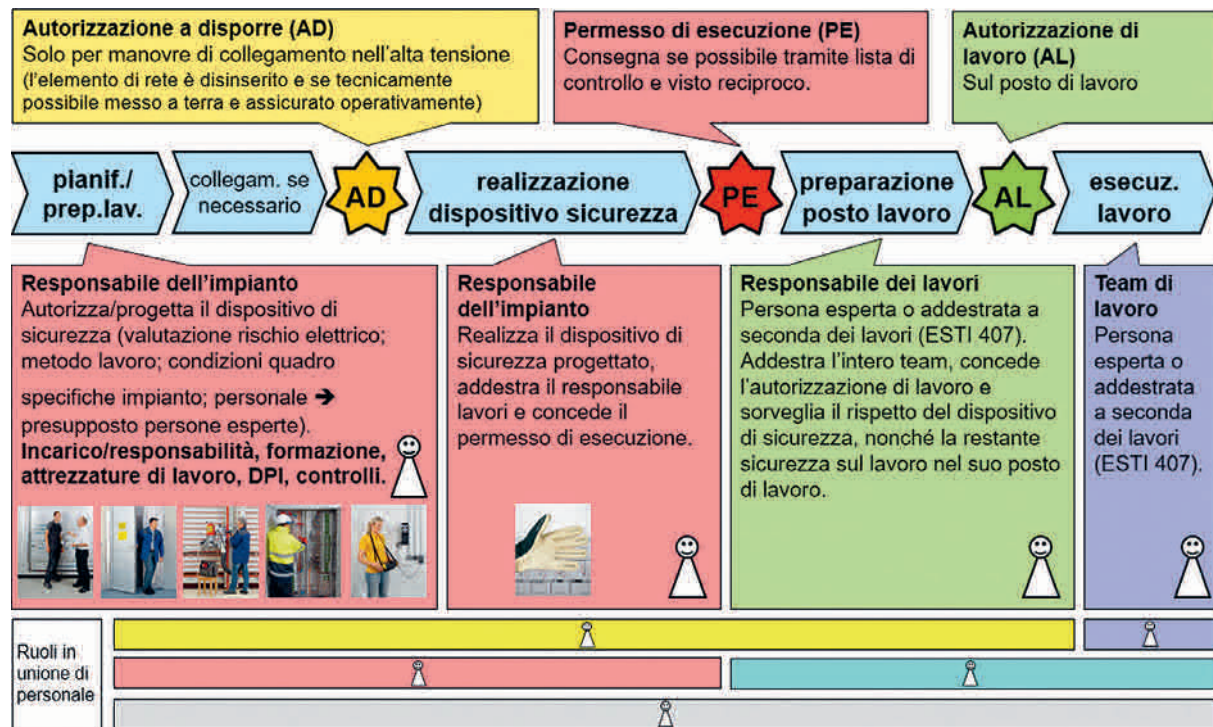 Autorizzazione a disporre (AD)
Solo per manovre di collegamento nell'alta tensione
(l'elemento di rete è disinserito e se tecnicamente
possibile messo a terra e assicurato operativamente)
Permesso di esecuzione (PE)
Consegna se possibile tramite lista di
controllo e visto reciproco.
Autorizzazione di
lavoro (AL)
Sul posto di lavoro
pianif./
prep.lav.
collegam. se
necessario
AD
realizzazione
dispositivo sicurezza
PE
preparazione
posto lavoro
AL
esecuz.
lavoro
Responsabile dell'impianto
Autorizza/progetta il dispositivo di
sicurezza (valutazione rischio elettrico;
metodo lavoro; condizioni quadro
specifiche impianto; personale ➔
presupposto persone esperte).
Incarico/responsabilità, formazione,
attrezzature di lavoro, DPI, controlli.
Responsabile
dell'impianto
Realizza il dispositivo di
sicurezza progettato,
addestra il responsabile
lavori e concede il
permesso di esecuzione.
Responsabile dei lavori
Persona esperta o addestrata a
seconda dei lavori (ESTI 407).
Addestra l'intero team, concede
l'autorizzazione di lavoro e
sorveglia il rispetto del dispositivo
di sicurezza, nonché la restante
sicurezza sul lavoro nel suo posto
di lavoro.
Team di
lavoro
Persona
esperta o
addestrata
a seconda
dei lavori
(ESTI 407).
Ruoli in
unione di
personale